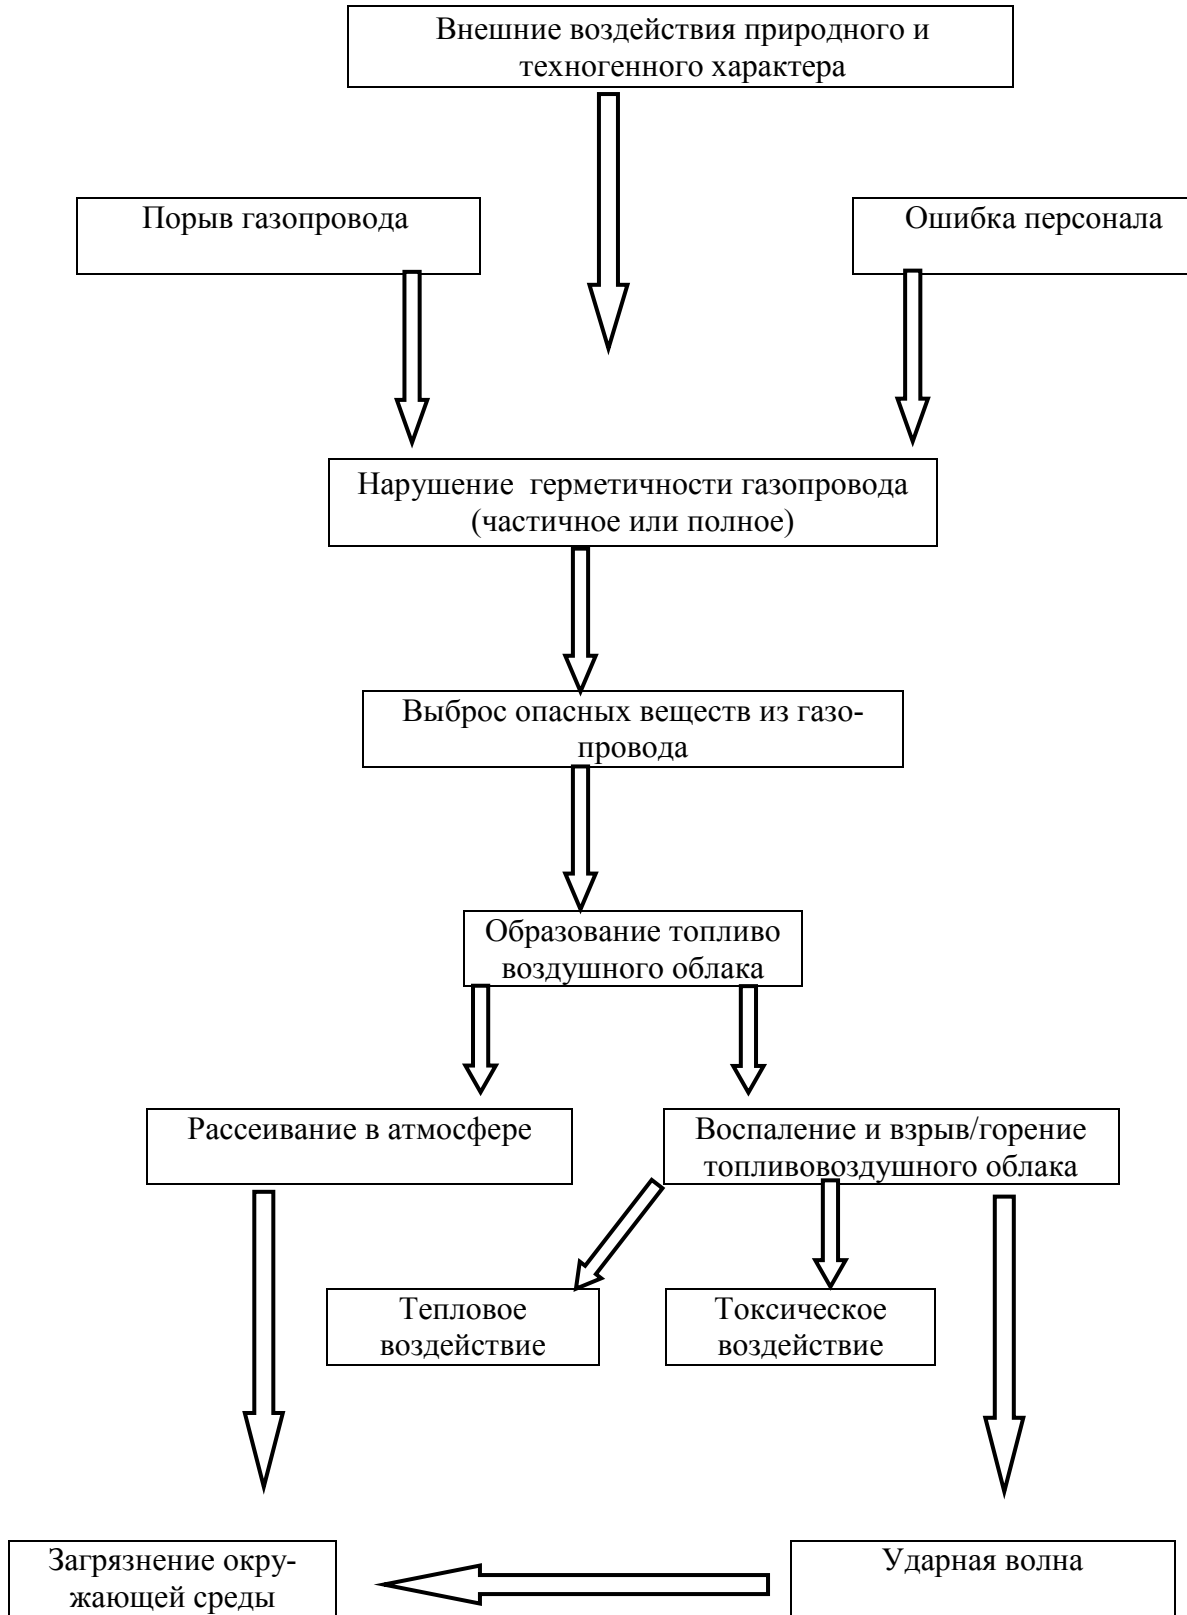 Внешние воздействия природного и
техногенного характера
Порыв газопровода
Ошибка персонала
Нарушение герметичности газопровода
(частичное или полное)
Выброс опасных веществ из газо-
провода
Образование топливо
воздушного облака
Рассеивание в атмосфере
Воспаление и взрыв/горение
топливовоздушного облака
Тепловое
воздействие
Токсическое
воздействие
Загрязнение окру-
жающей среды
Ударная волна